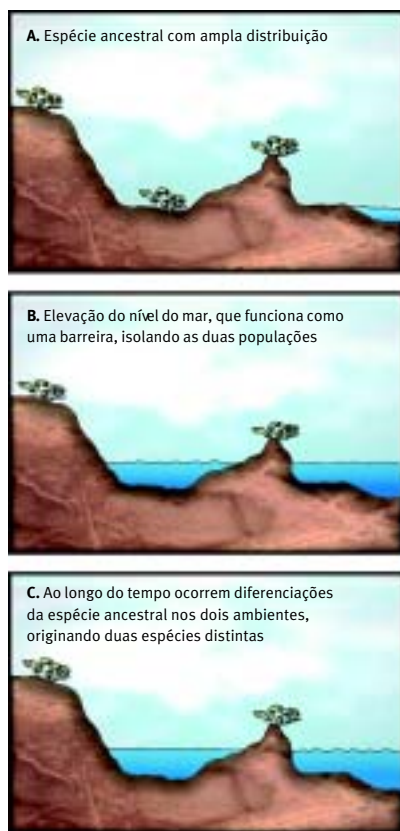 A. Espécie ancestral com ampla distribuição
B. Elevação do nível do mar, que funciona como
uma barreira, isolando as duas populações
C. Ao longo do tempo ocorrem diferenciações
da espécie ancestral nos dois ambientes,
originando duas espécies distintas